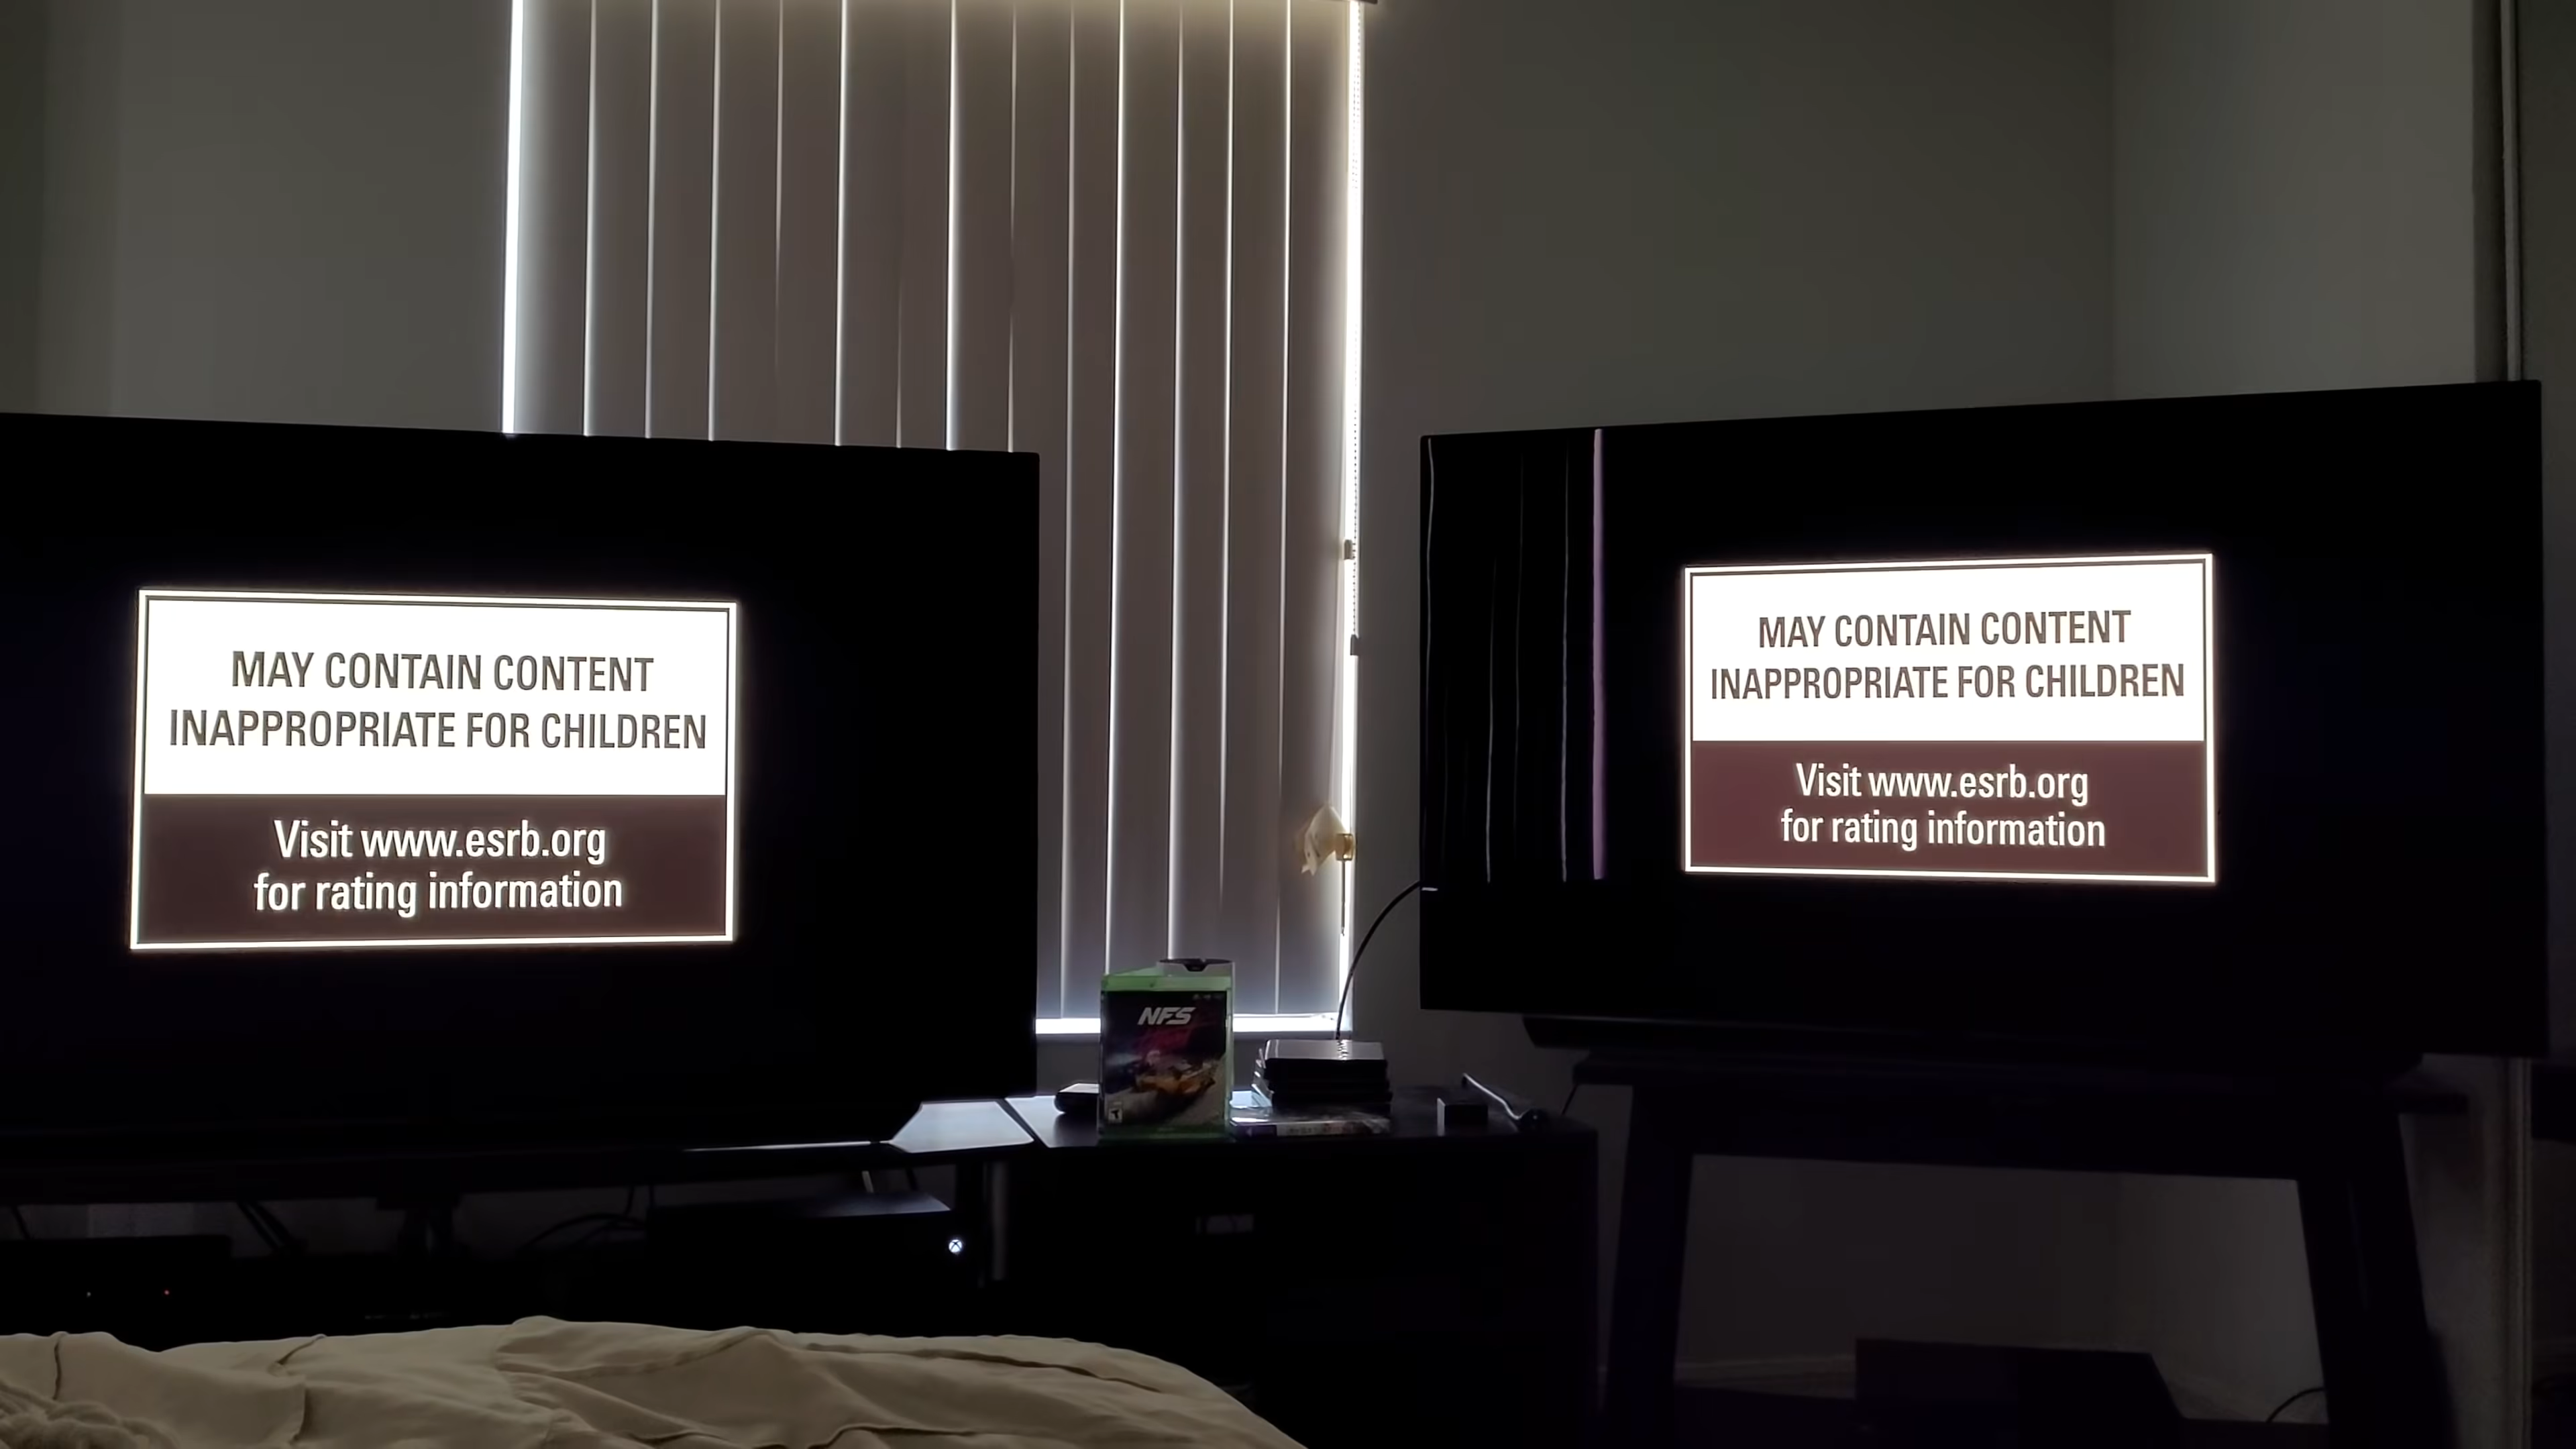 MAY CONTAIN CONTENT
INAPPROPRIATE FOR CHILDREN
Visit www.esrb.org
for rating information
MAY CONTAIN CONTENT
INAPPROPRIATE FOR CHILDREN
Visit www.esrb.org
for rating information
NFS
T